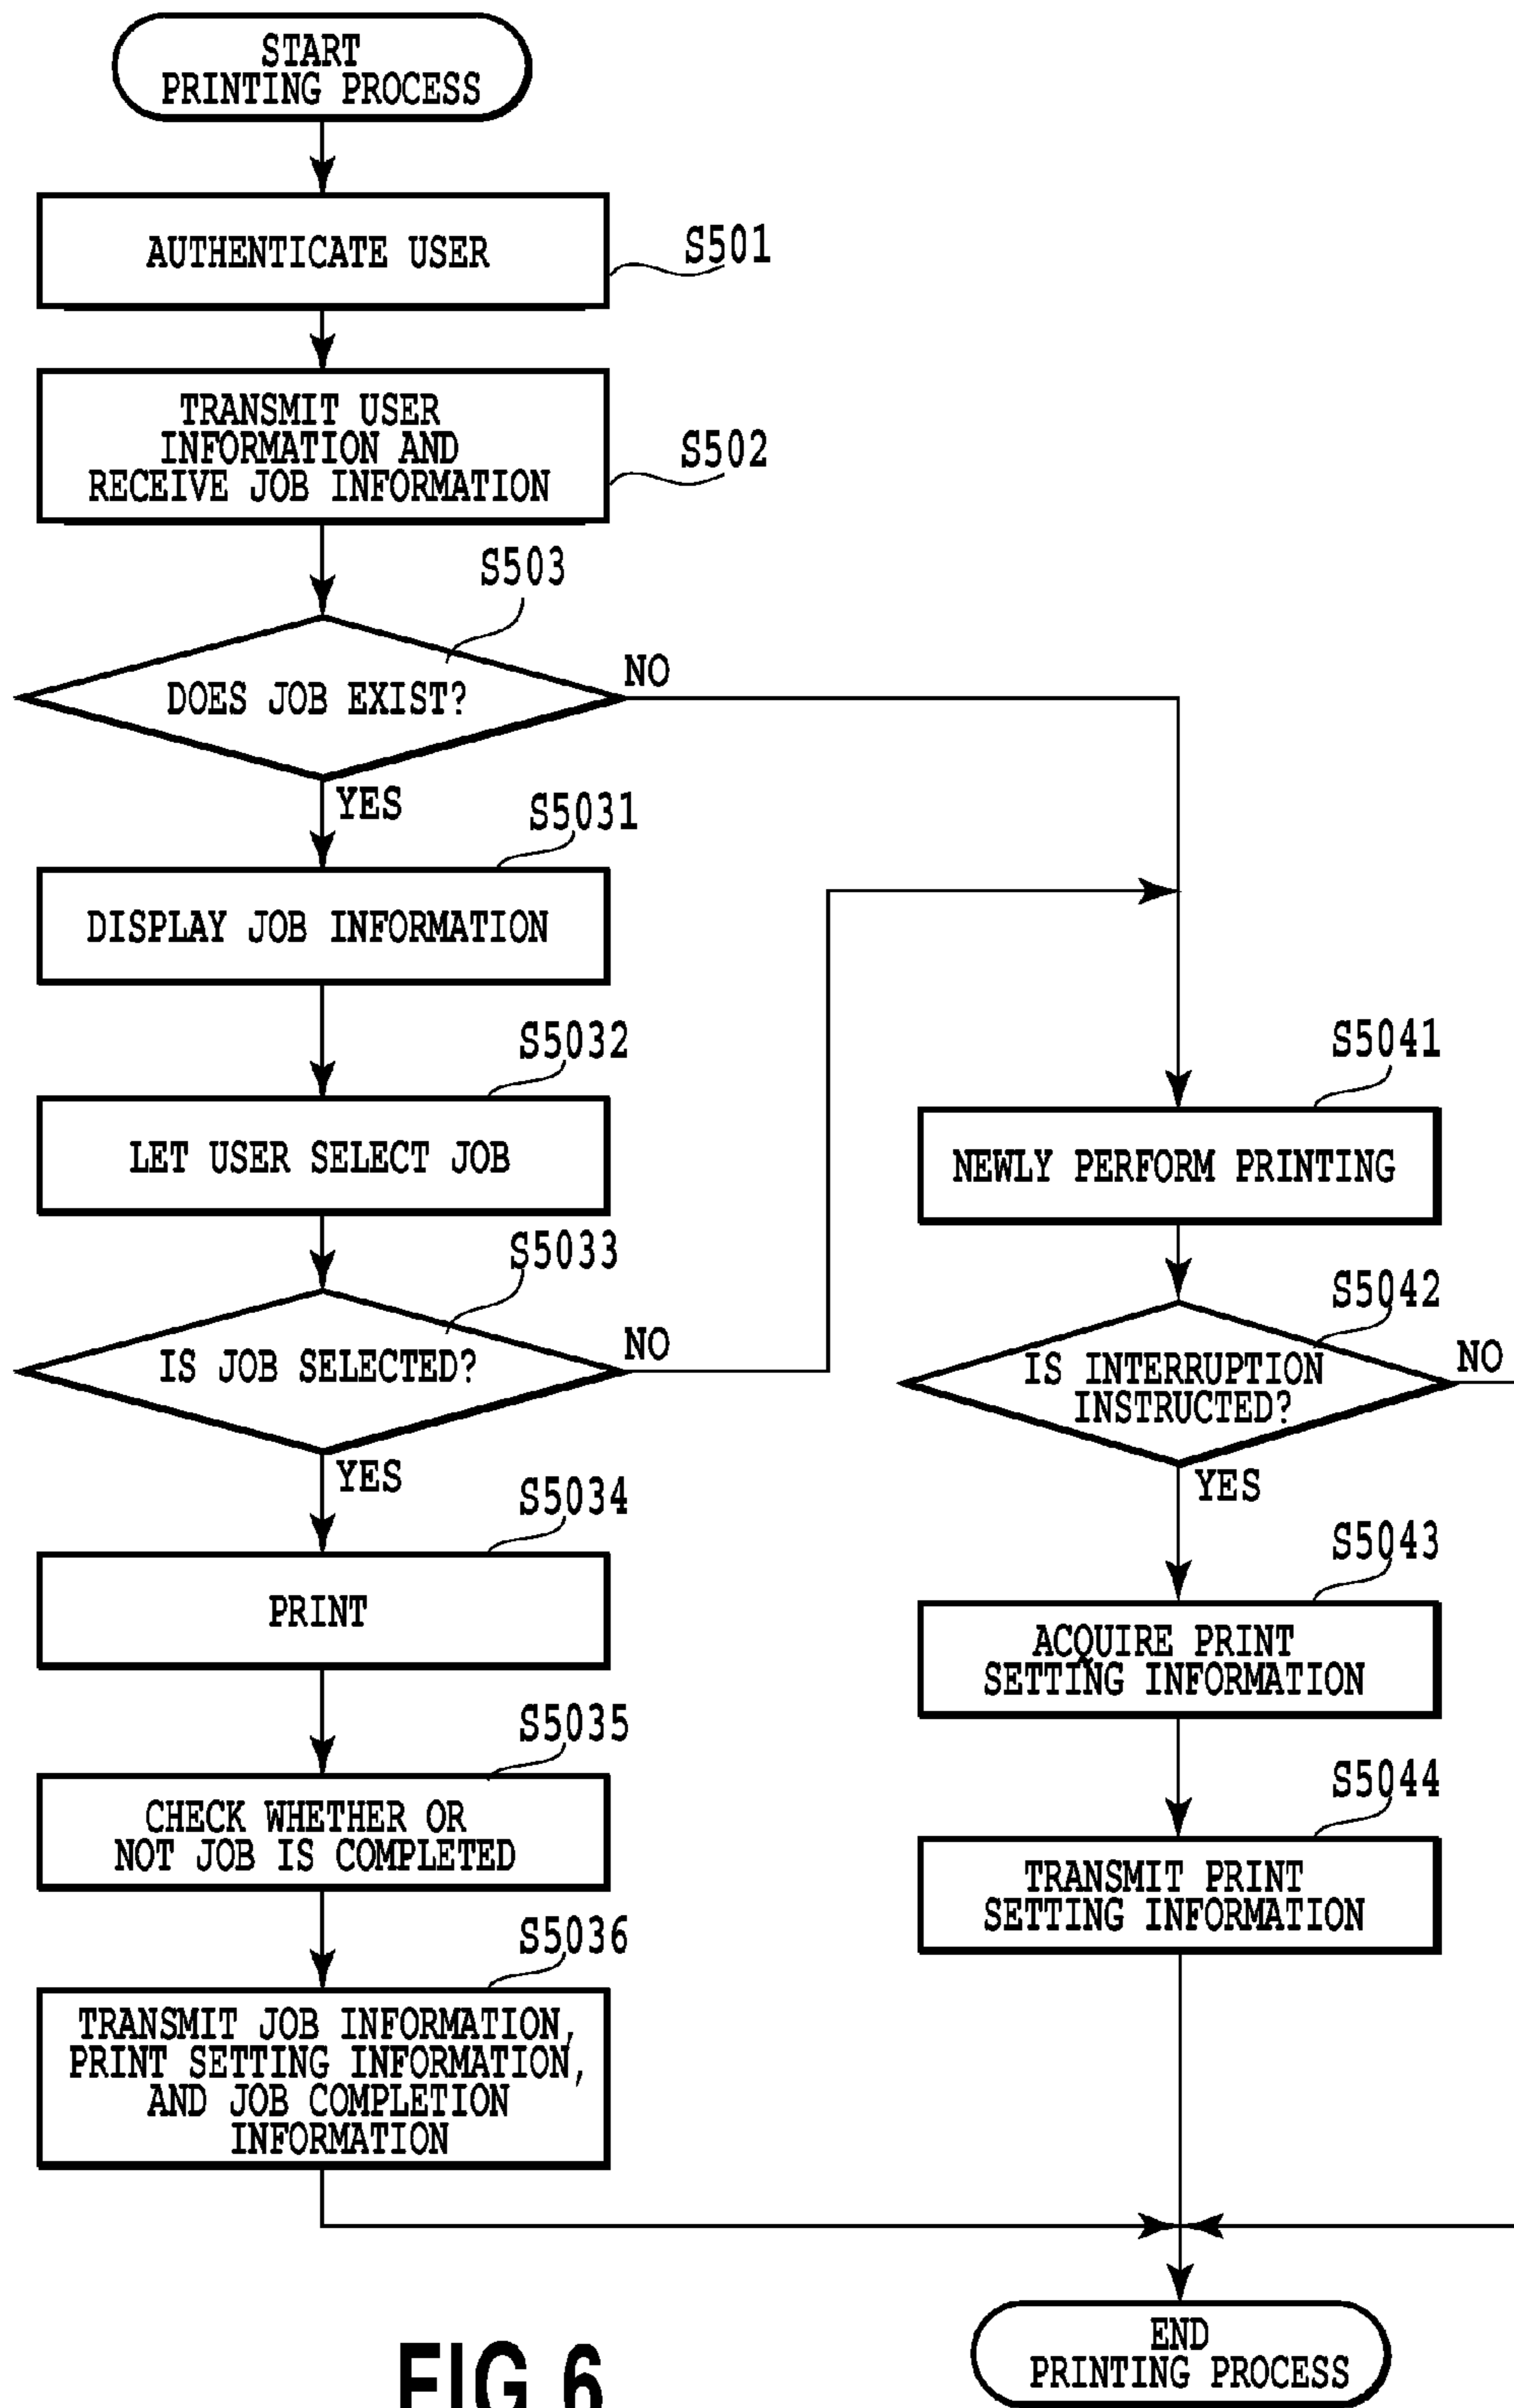 START
PRINTING PROCESS
AUTHENTICATE USER
S501
TRANSMIT USER
INFORMATION AND
RECEIVE JOB INFORMATION
S502
S503
DOES JOB EXIST?
NO
YES
S5031
DISPLAY JOB INFORMATION
S5032
LET USER SELECT JOB
S5033
IS JOB SELECTED?
NO
YES
S5034
PRINT
S5035
CHECK WHETHER OR
NOT JOB IS COMPLETED
S5036
TRANSMIT JOB INFORMATION,
PRINT SETTING INFORMATION,
AND JOB COMPLETION
INFORMATION
S5041
NEWLY PERFORM PRINTING
S5042
IS INTERRUPTION
INSTRUCTED?
NO
YES
S5043
ACQUIRE PRINT
SETTING INFORMATION
S5044
TRANSMIT PRINT
SETTING INFORMATION
END
PRINTING PROCESS
FIG.6